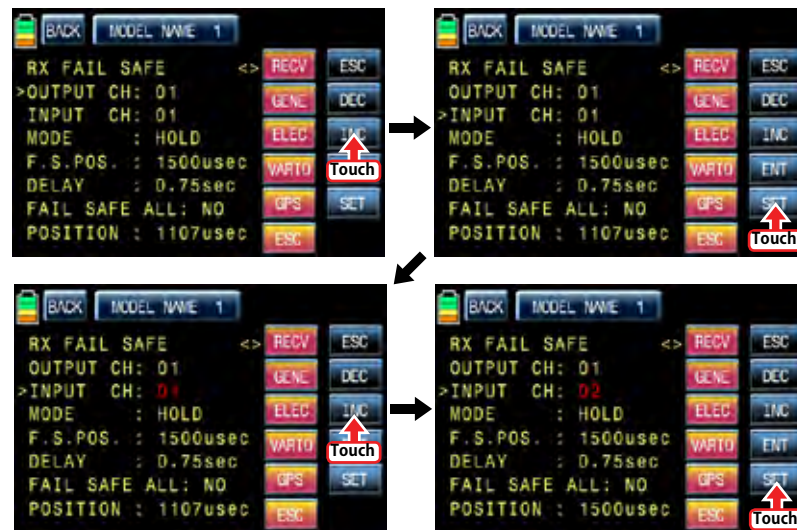 BACK MODEL NAME 1
RX FAIL SAFE <> RECV ESC
>OUTPUT CH: 01 GENE DEC
INPUT CH: 01
MODE : HOLD ELEC INC
F.S.POS. : 1500usec VARIO Touch
DELAY : 0.75sec
FAIL SAFE ALL: NO GPS SET
POSITION : 1107usec ESC
BACK MODEL NAME 1
RX FAIL SAFE <> RECV ESC
OUTPUT CH: 01 GENE DEC
>INPUT CH: 01
MODE : HOLD ELEC INC
F.S.POS. : 1500usec VARIO ENT
DELAY : 0.75sec
FAIL SAFE ALL: NO GPS SET
POSITION : 1107usec ESC Touch
BACK MODEL NAME 1
RX FAIL SAFE <> RECV ESC
OUTPUT CH: 01 GENE DEC
>INPUT CH: 01
MODE : HOLD ELEC INC
F.S.POS. : 1500usec VARIO Touch
DELAY : 0.75sec
FAIL SAFE ALL: NO GPS SET
POSITION : 1107usec ESC
BACK MODEL NAME 1
RX FAIL SAFE <> RECV ESC
OUTPUT CH: 01 GENE DEC
>INPUT CH: 02
MODE : HOLD ELEC INC
F.S.POS. : 1500usec VARIO ENT
DELAY : 0.75sec
FAIL SAFE ALL: NO GPS SET
POSITION : 1500usec ESC Touch